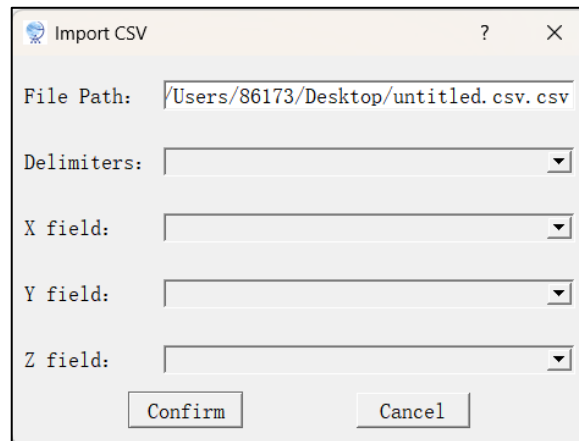 Import CSV ?
File Path: /Users/86173/Desktop/untitled.csv.csv
Delimiters:
X field:
Y field:
Z field:
Confirm Cancel